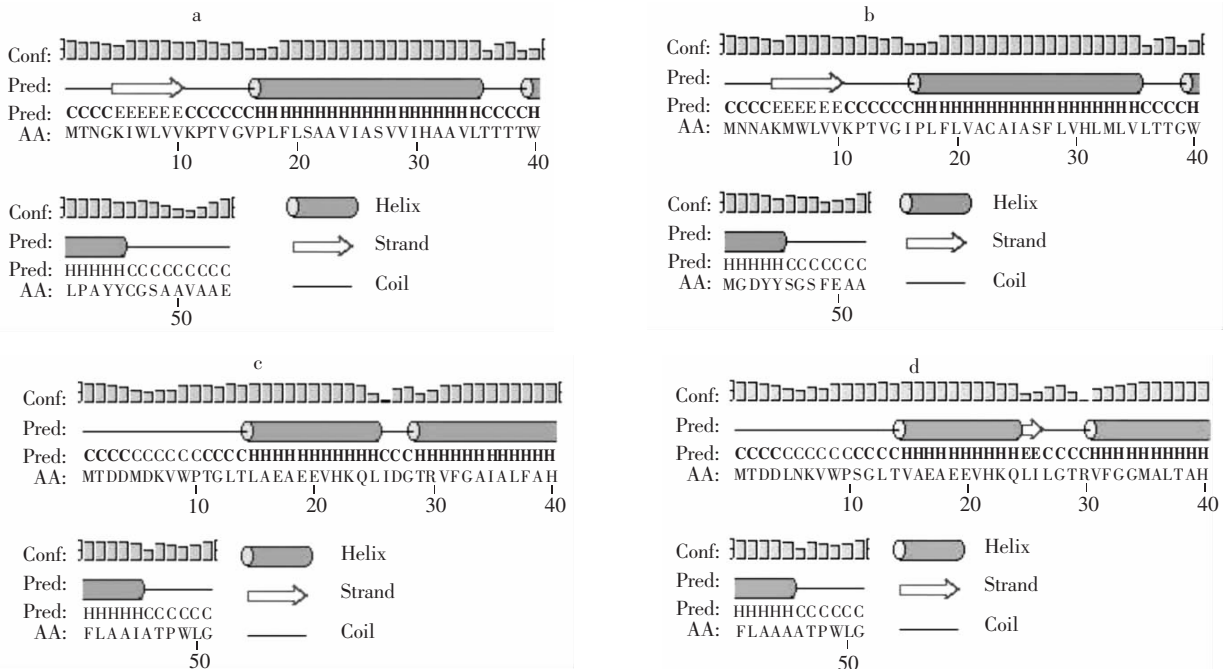 a
Conf:
Pred:
Pred: CCCCEEEEEECCCCCCHHHHHHHHHHHHHHHHHHHCCCCH
AA: MTNGKIWLVVKPTVGVPLFLSAAVIASVVIHAAVLTTTTW
10 20 30 40
Conf:
Pred:
Pred: HHHHHCCCCCCCCC
AA: LPAYYCGSAAVAAE
50
Helix
Strand
Coil
b
Conf:
Pred:
Pred: CCCCEEEEEECCCCCCHHHHHHHHHHHHHHHHHHHCCCCH
AA: MNNAKMWLVVKPTVGIPLFLVACAIASFLVHLMLVLTTGW
10 20 30 40
Conf:
Pred:
Pred: HHHHHCCCCCCC
AA: MGDYYSGSFEAA
50
Helix
Strand
Coil
c
Conf:
Pred:
Pred: CCCCCCCCCCCCCCHHHHHHHHHHHCCCHHHHHHHHHHHH
AA: MTDDMDKVWPTGLTLAEAEEVHKQLIDGTRVFGAIALFAH
10 20 30 40
Conf:
Pred:
Pred: HHHHHCCCCCC
AA: FLAAIATPWLG
50
Helix
Strand
Coil
d
Conf:
Pred:
Pred: CCCCCCCCCCCCCCHHHHHHHHHHEECCCCHHHHHHHHHH
AA: MTDDLNKVWPSGLTVAEAEEVHKQLILGTRVFGGMALTAH
10 20 30 40
Conf:
Pred:
Pred: HHHHHCCCCCC
AA: FLAAAATPWLG
50
Helix
Strand
Coil